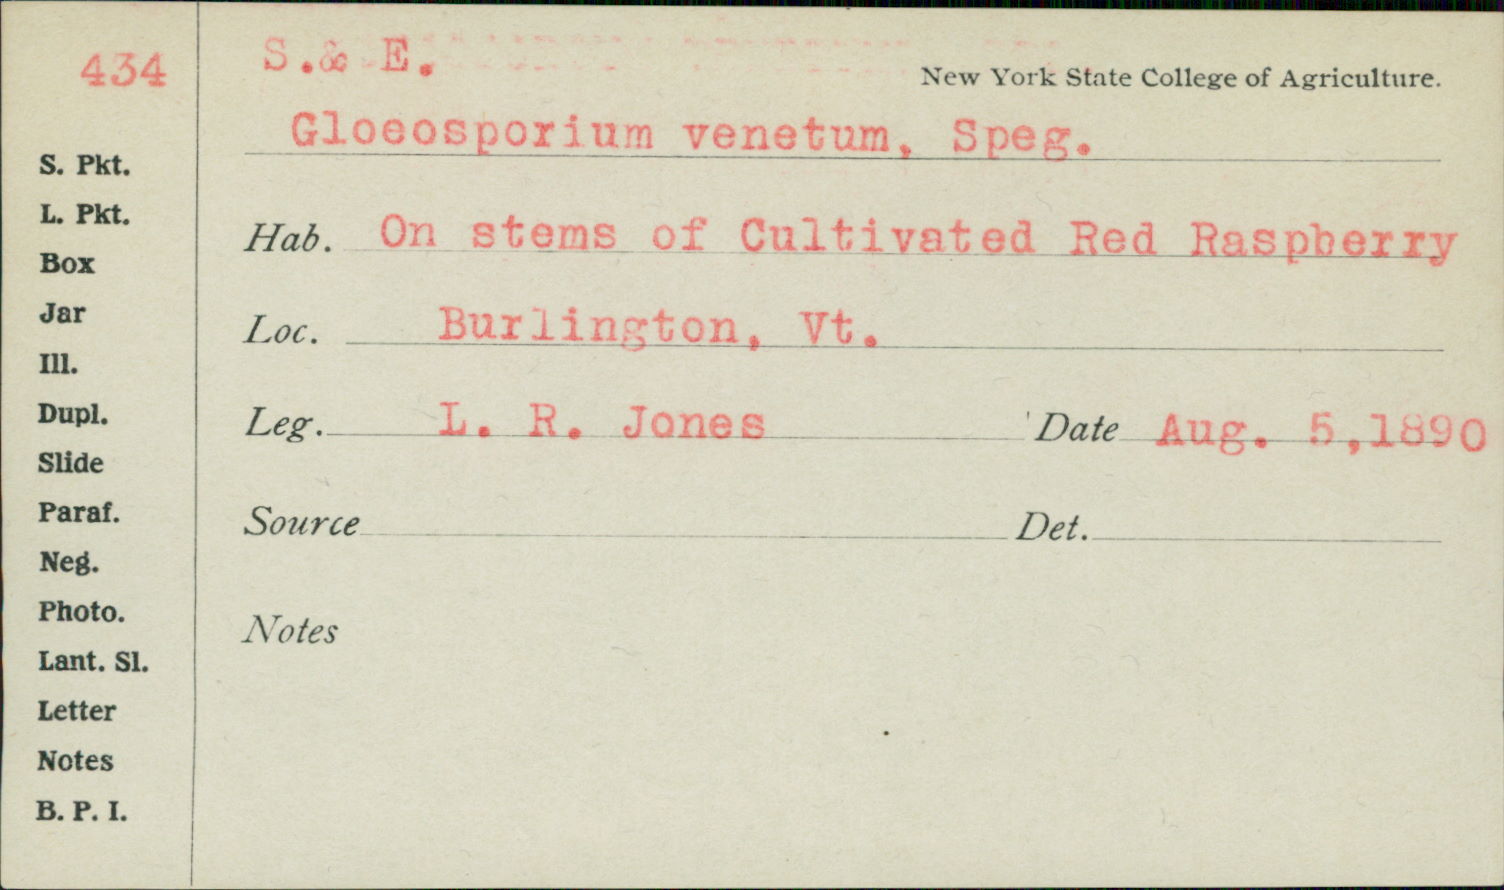 434
S.& E.
New York State College of Agriculture.
Gloeosporium venetum, Speg.
S. Pkt.
L. Pkt.
Box
Jar
Ill.
Dupl.
Slide
Paraf.
Neg.
Photo.
Lant. Sl.
Letter
Notes
B. P. I.
Hab. On stems of Cultivated Red Raspberry
Loc. Burlington, Vt.
Leg. L. R. Jones Date Aug. 5,1890
Source Det.
Notes